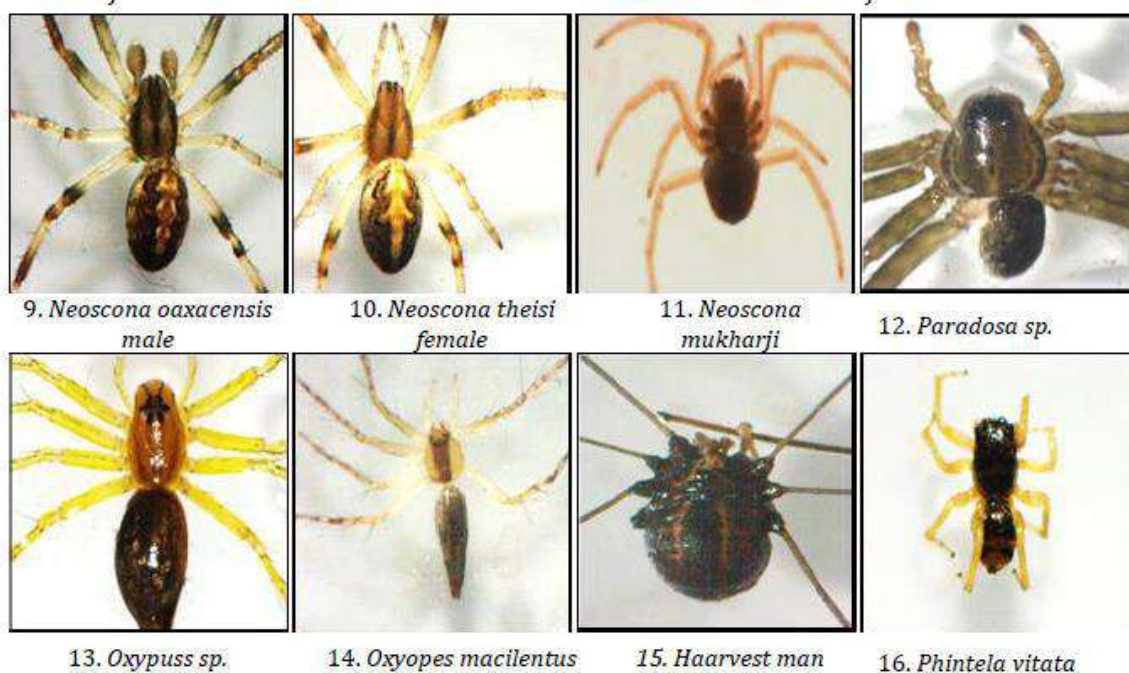 9. Neoscona oaxacensis
male
10. Neoscona theisi
female
11. Neoscona
mukharji
12. Paradosa sp.
13. Oxypuss sp.
14. Oxyopes macilentus
15. Haarvest man
16. Phintela vitata